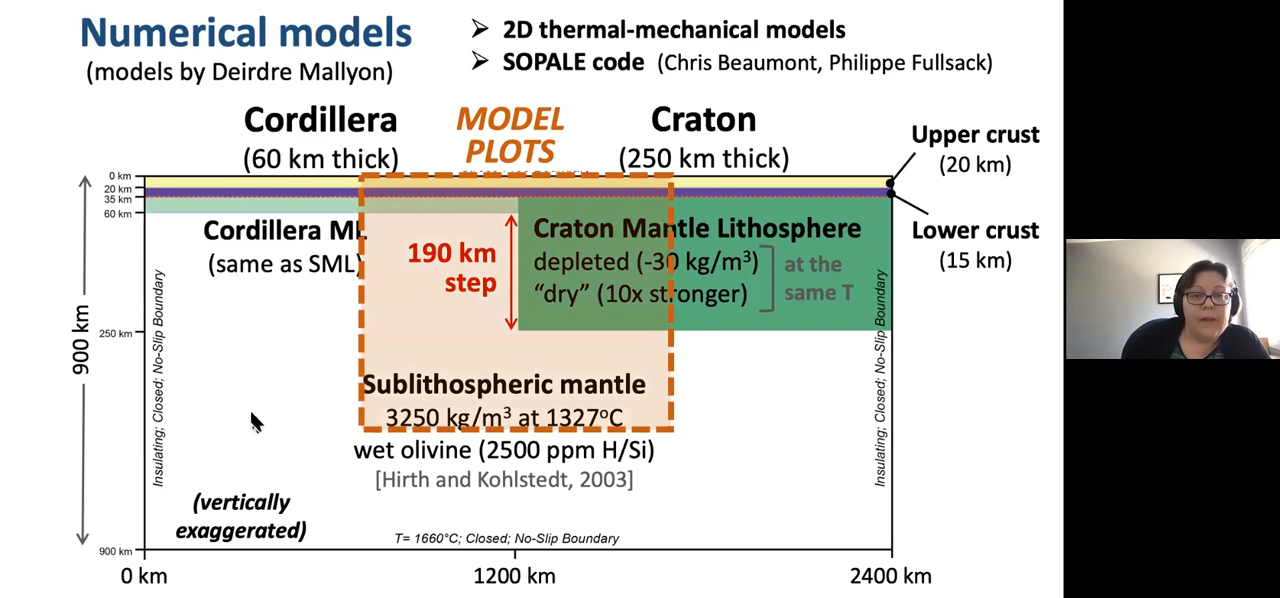 Numerical models
(models by Deirdre Mallyon)
➢ 2D thermal-mechanical models
➢ SOPALE code (Chris Beaumont, Philippe Fullsack)
Cordillera
(60 km thick)
MODEL
PLOTS
Craton
(250 km thick)
Upper crust
(20 km)
Lower crust
(15 km)
0 km
20 km
35 km
60 km
250 km
900 km
900 km
Cordillera ML
(same as SML)
190 km
step
Craton Mantle Lithosphere
depleted (-30 kg/m³)
“dry” (10x stronger)
at the
same T
Insulating; Closed; No-Slip Boundary
Insulating; Closed; No-Slip Boundary
Sublithospheric mantle
3250 kg/m³ at 1327ºC
wet olivine (2500 ppm H/Si)
[Hirth and Kohlstedt, 2003]
(vertically
exaggerated)
T= 1660°C; Closed; No-Slip Boundary
0 km
1200 km
2400 km